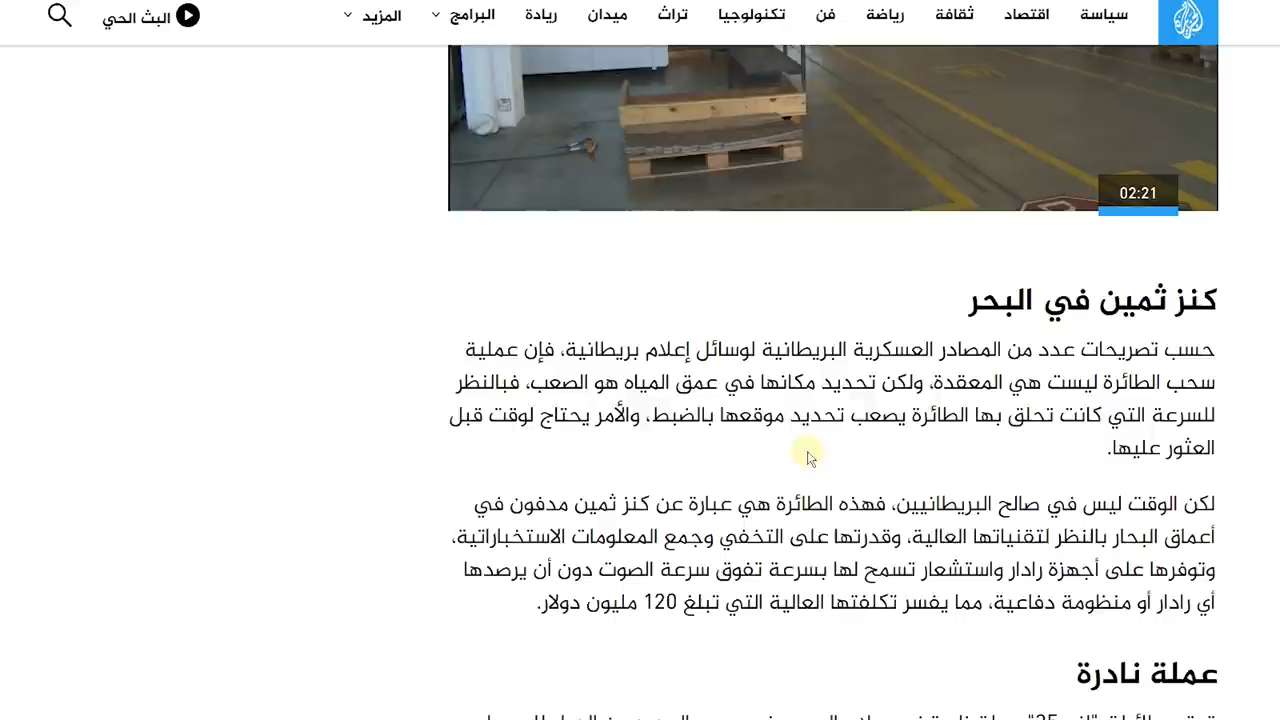 سياسة
اقتصاد
ثقافة
رياضة
فن
تكنولوجيا
تراث
ميدان
ريادة
البرامج
المزيد
البث الحي
02:21
كنز ثمين في البحر
حسب تصريحات عدد من المصادر العسكرية البريطانية لوسائل إعلام بريطانية، فإن عملية
سحب الطائرة ليست هي المعقدة، ولكن تحديد مكانها في عمق المياه هو الصعب، فبالنظر
للسرعة التي كانت تحلق بها الطائرة يصعب تحديد موقعها بالضبط، والأمر يحتاج لوقت قبل
العثور عليها.
لكن الوقت ليس في صالح البريطانيين، فهذه الطائرة هي عبارة عن كنز ثمين مدفون في
أعماق البحار بالنظر لتقنياتها العالية، وقدرتها على التخفي وجمع المعلومات الاستخباراتية،
وتوفرها على أجهزة رادار واستشعار تسمح لها بسرعة تفوق سرعة الصوت دون أن يرصدها
أي رادار أو منظومة دفاعية، مما يفسر تكلفتها العالية التي تبلغ 120 مليون دولار.
عملة نادرة